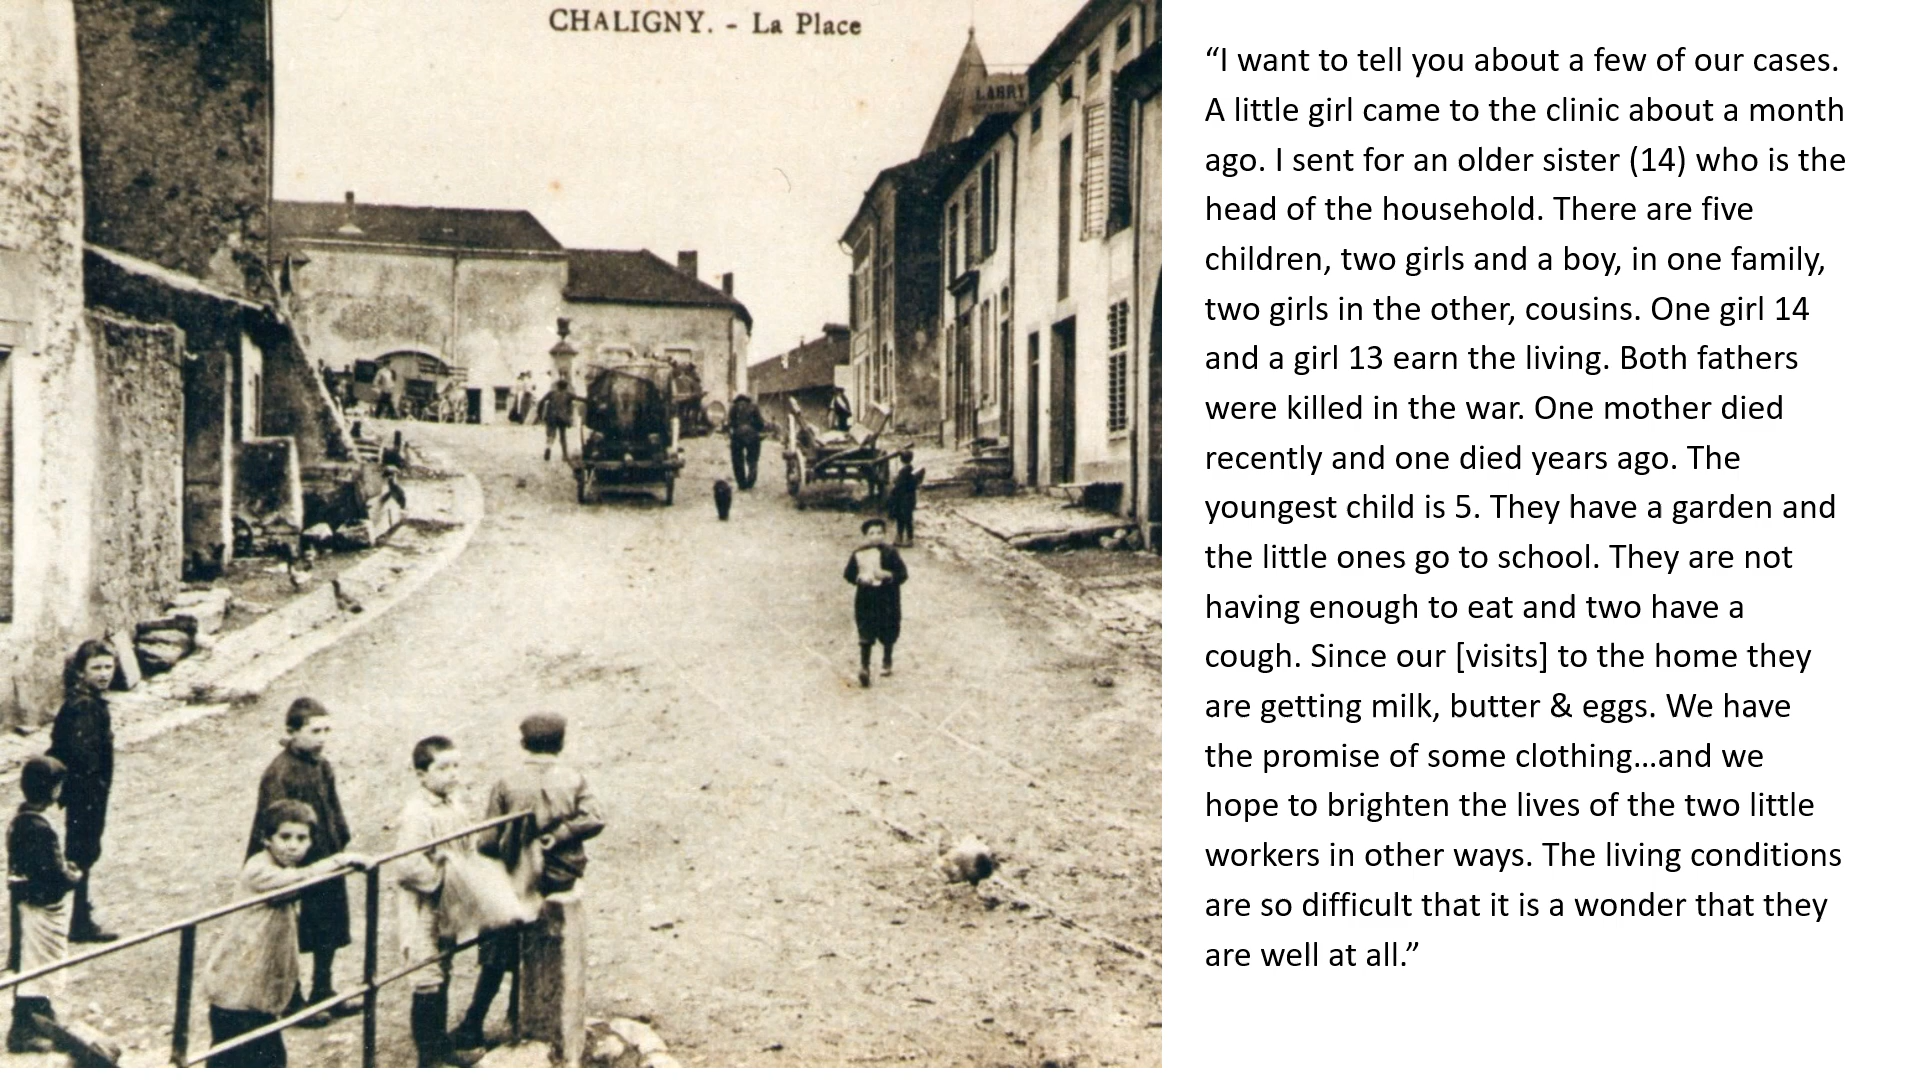 CHALIGNY. - La Place
LABRY
“I want to tell you about a few of our cases.
A little girl came to the clinic about a month
ago. I sent for an older sister (14) who is the
head of the household. There are five
children, two girls and a boy, in one family,
two girls in the other, cousins. One girl 14
and a girl 13 earn the living. Both fathers
were killed in the war. One mother died
recently and one died years ago. The
youngest child is 5. They have a garden and
the little ones go to school. They are not
having enough to eat and two have a
cough. Since our [visits] to the home they
are getting milk, butter & eggs. We have
the promise of some clothing…and we
hope to brighten the lives of the two little
workers in other ways. The living conditions
are so difficult that it is a wonder that they
are well at all.”